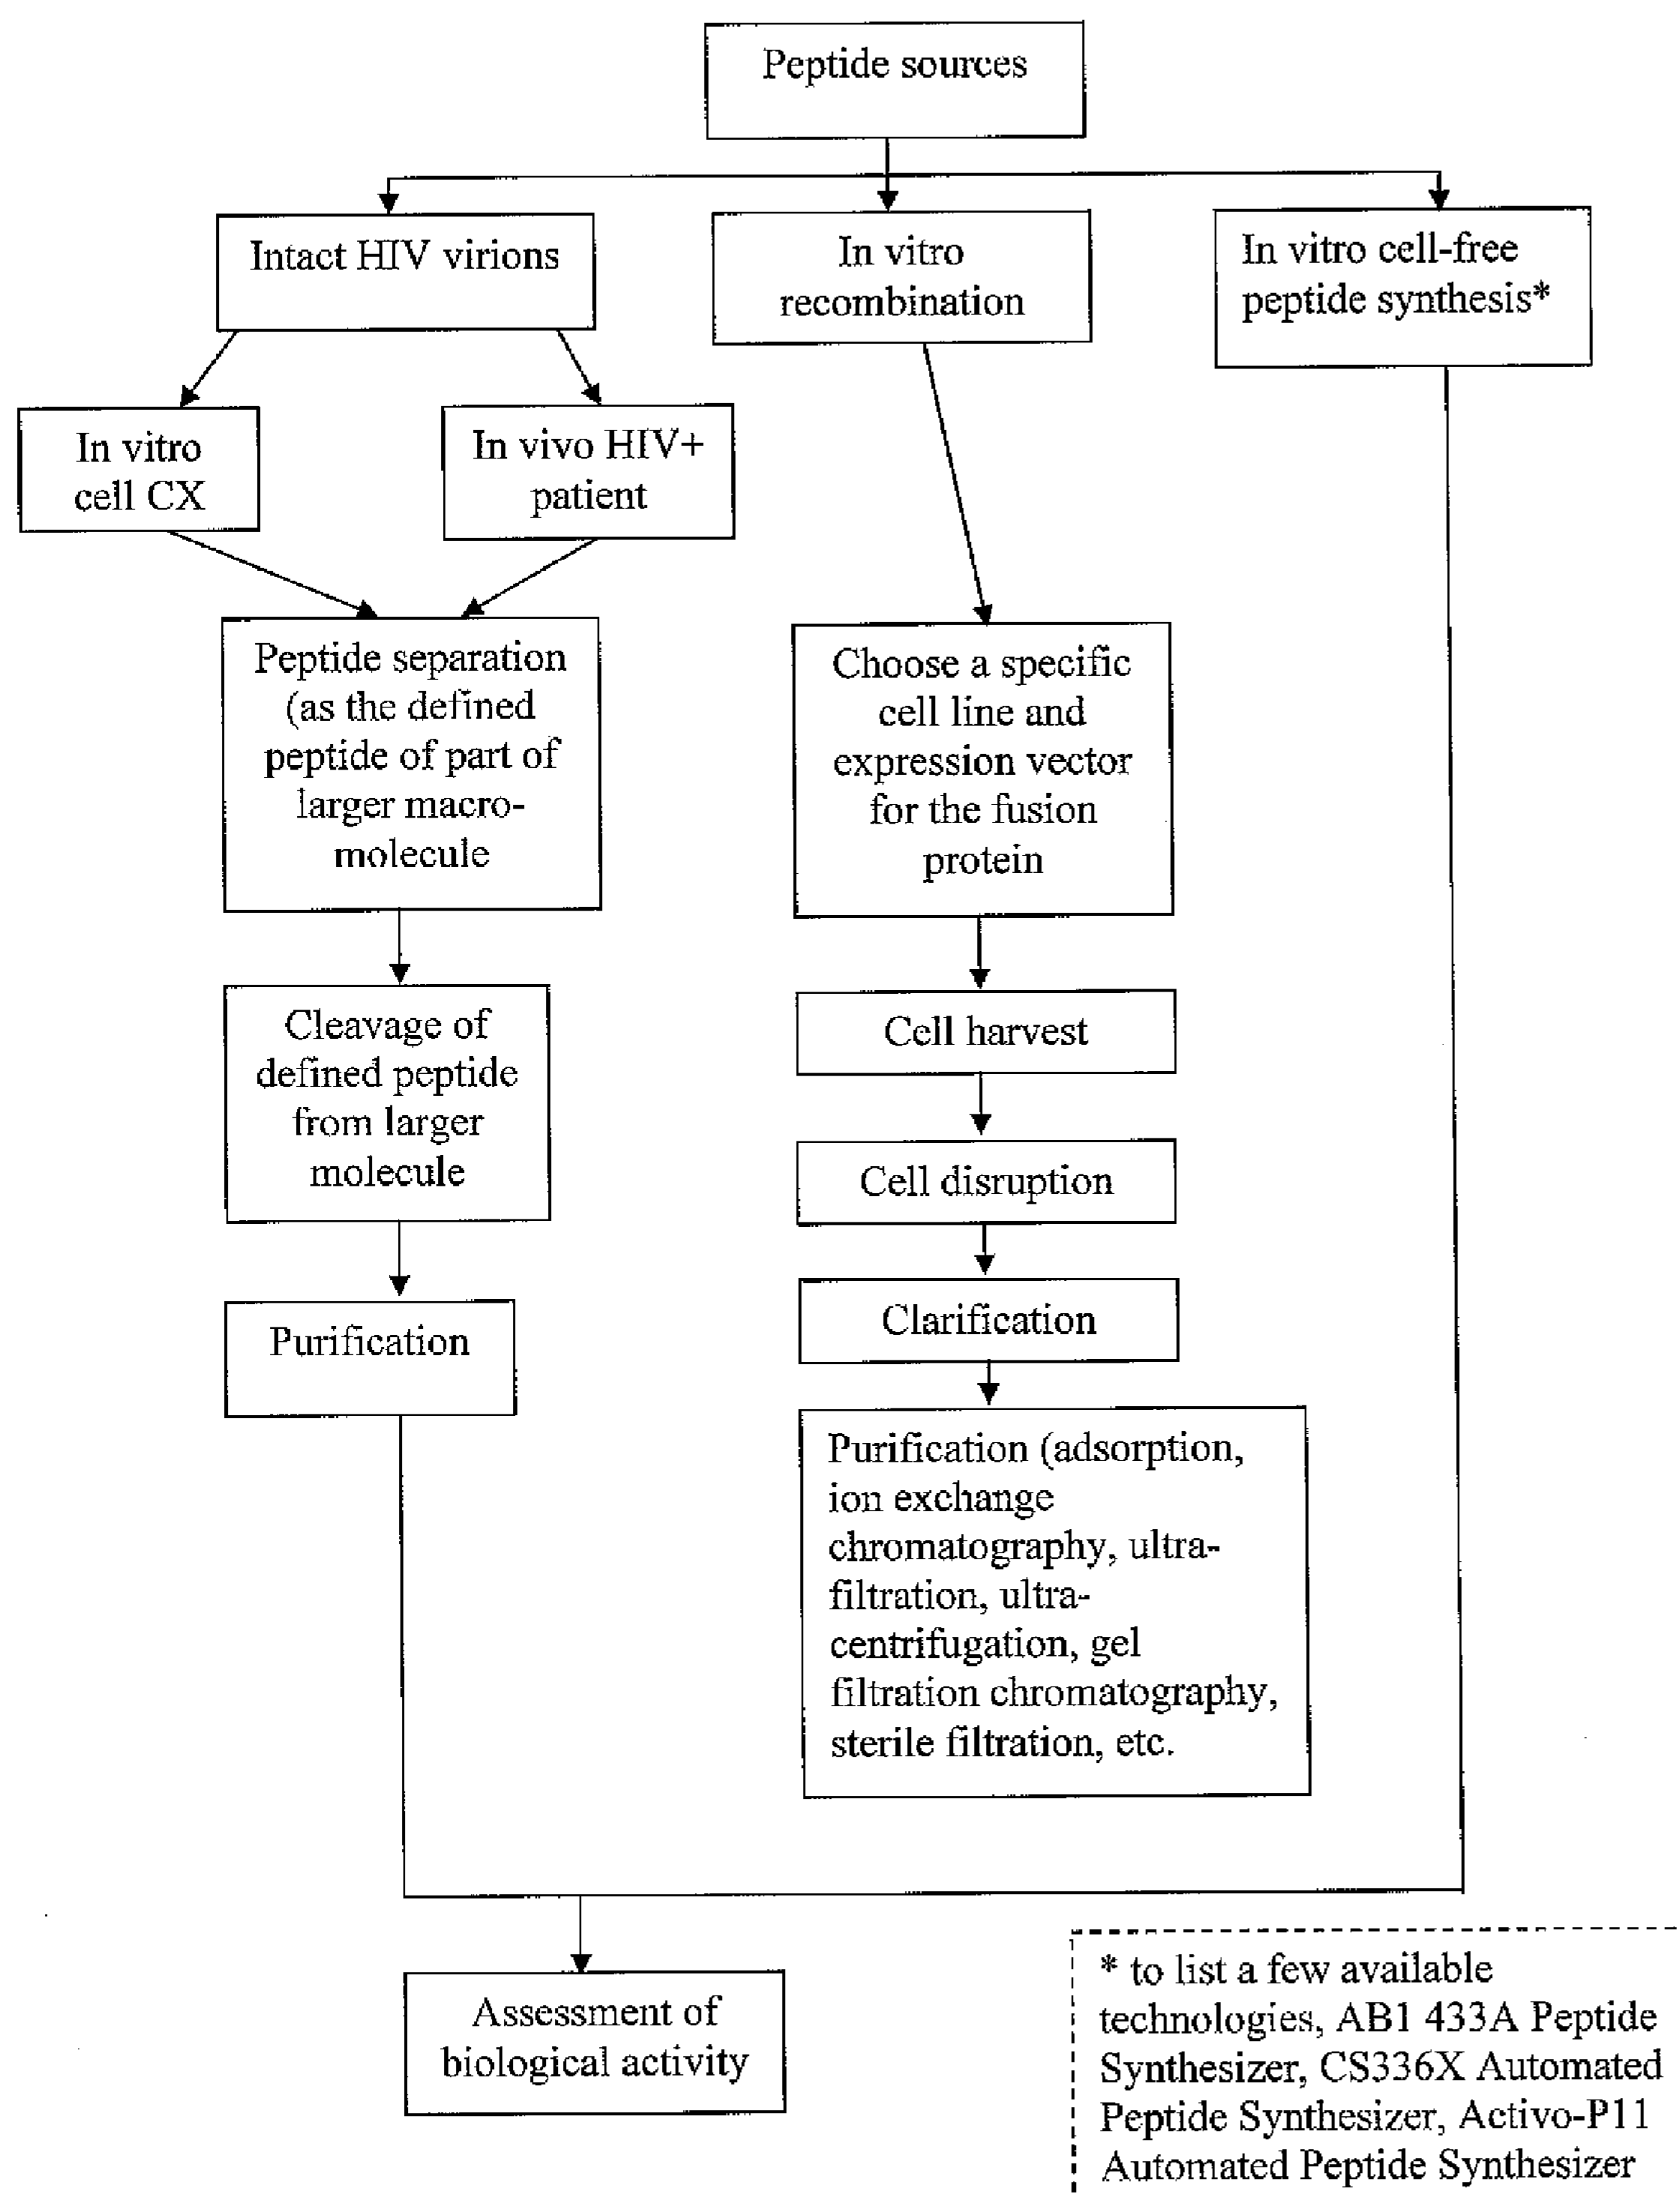 Peptide sources
Intact HIV virions
In vitro
recombination
In vitro cell-free
peptide synthesis*
In vitro
cell CX
In vivo HIV+
patient
Peptide separation
(as the defined
peptide of part of
larger macro-
molecule
Choose a specific
cell line and
expression vector
for the fusion
protein
Cleavage of
defined peptide
from larger
molecule
Cell harvest
Cell disruption
Purification
Clarification
Purification (adsorption,
ion exchange
chromatography, ultra-
filtration, ultra-
centrifugation, gel
filtration chromatography,
sterile filtration, etc.
Assessment of
biological activity
* to list a few available
technologies, AB1 433A Peptide
Synthesizer, CS336X Automated
Peptide Synthesizer, Activo-P11
Automated Peptide Synthesizer